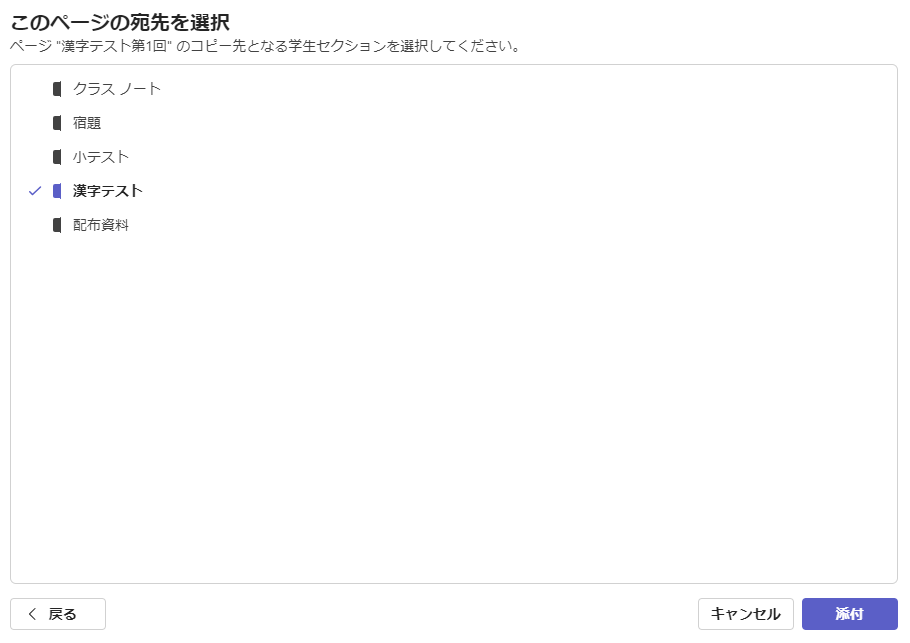 このページの宛先を選択
ページ "漢字テスト第1回" のコピー先となる学生セクションを選択してください。
クラス ノート
宿題
小テスト
漢字テスト
配布資料
戻る
キャンセル
添付